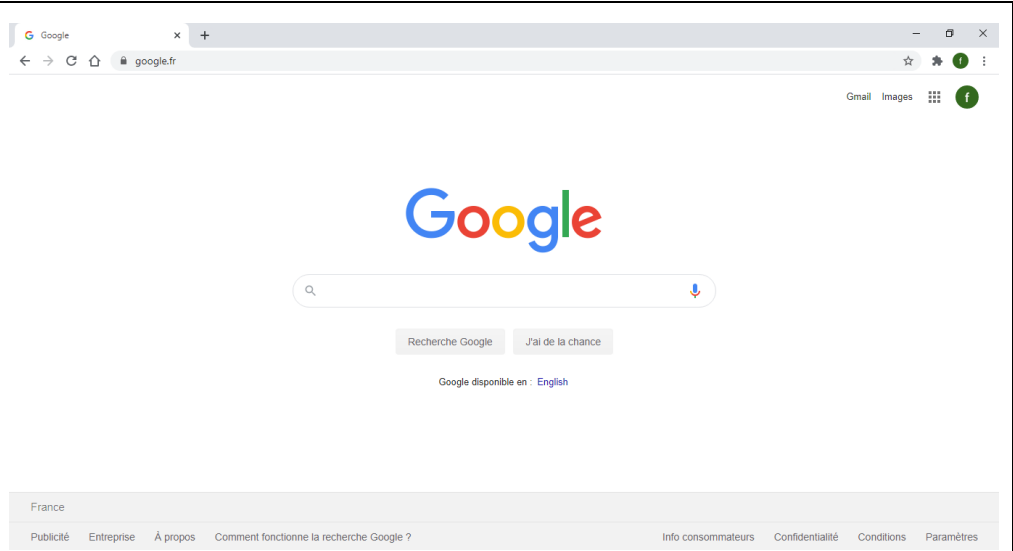 Google
google.fr
f
Gmail Images
f
Google
Recherche Google J'ai de la chance
Google disponible en : English
France
Publicité Entreprise À propos Comment fonctionne la recherche Google ? Info consommateurs Confidentialité Conditions Paramètres